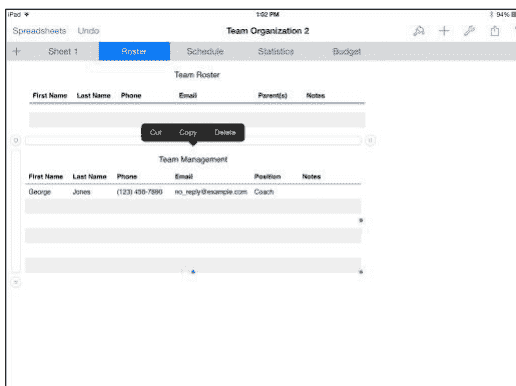 iPad 1:02 PM 94%
Spreadsheets Undo Team Organization 2
+ Sheet 1 Roster Schedule Statistics Budget
Team Roster
First Name Last Name Phone Email Parent(s) Notes
Cut Copy Delete
Team Management
First Name Last Name Phone Email Position Notes
George Jones (123) 456-7890 no_reply@example.com Coach